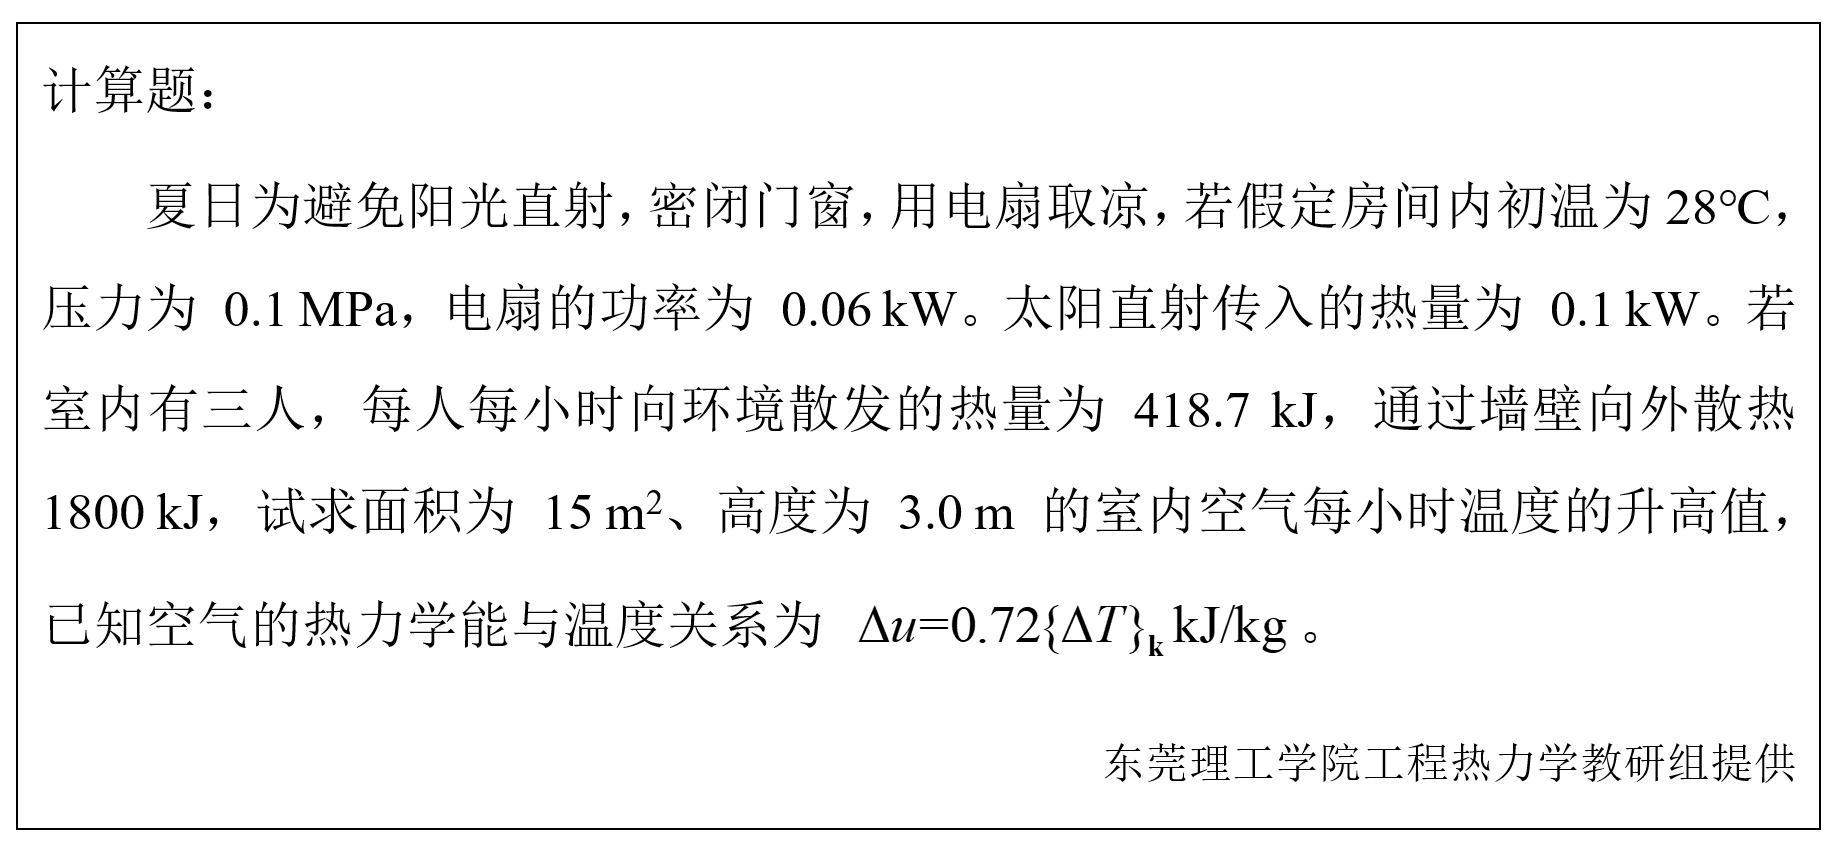 计算题：
夏日为避免阳光直射，密闭门窗，用电扇取凉，若假定房间内初温为28℃，
压力为 0.1 MPa，电扇的功率为 0.06 kW。太阳直射传入的热量为 0.1 kW。若
室内有三人，每人每小时向环境散发的热量为 418.7 kJ，通过墙壁向外散热
1800 kJ，试求面积为 15 m²、高度为 3.0 m 的室内空气每小时温度的升高值，
已知空气的热力学能与温度关系为 Δu=0.72{ΔT}ₖ kJ/kg。
东莞理工学院工程热力学教研组提供